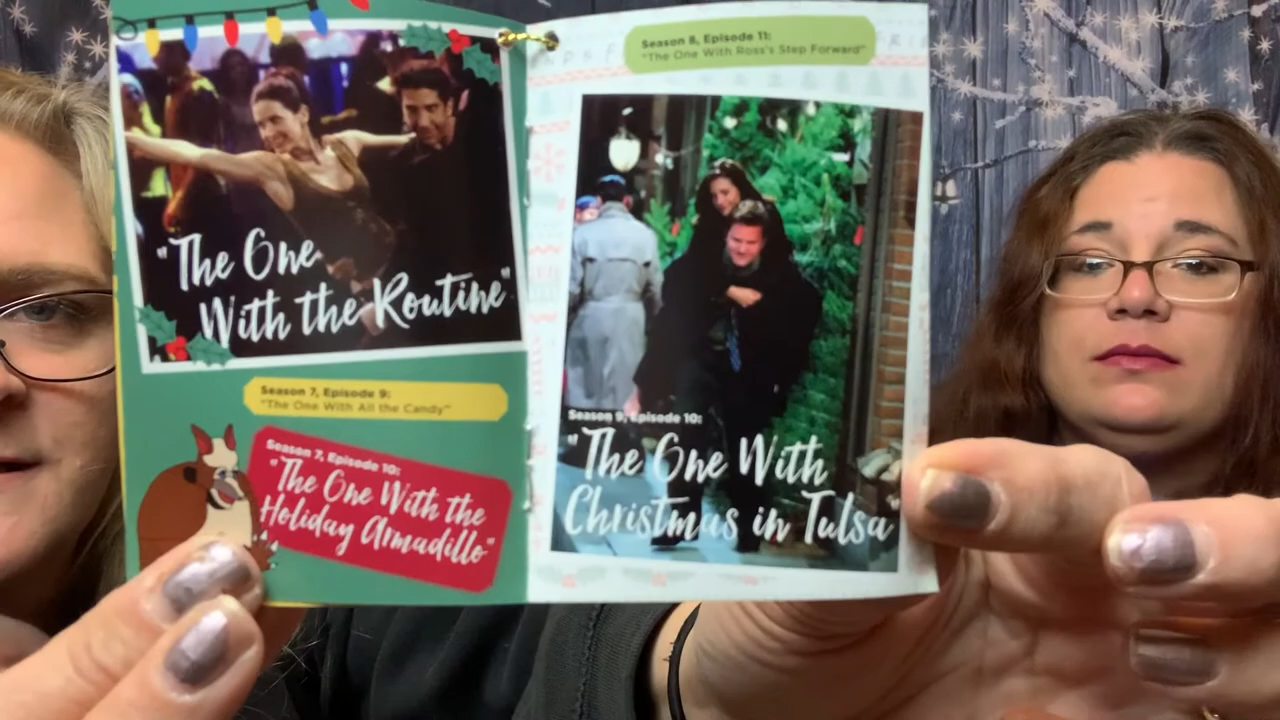 "The One
With the Routine"
Season 7, Episode 9:
"The One With All the Candy"
Season 7, Episode 10:
"The One With the
Holiday Armadillo"
Season 8, Episode 11:
"The One With Ross's Step Forward"
Season 9, Episode 10:
"The One With
Christmas in Tulsa"